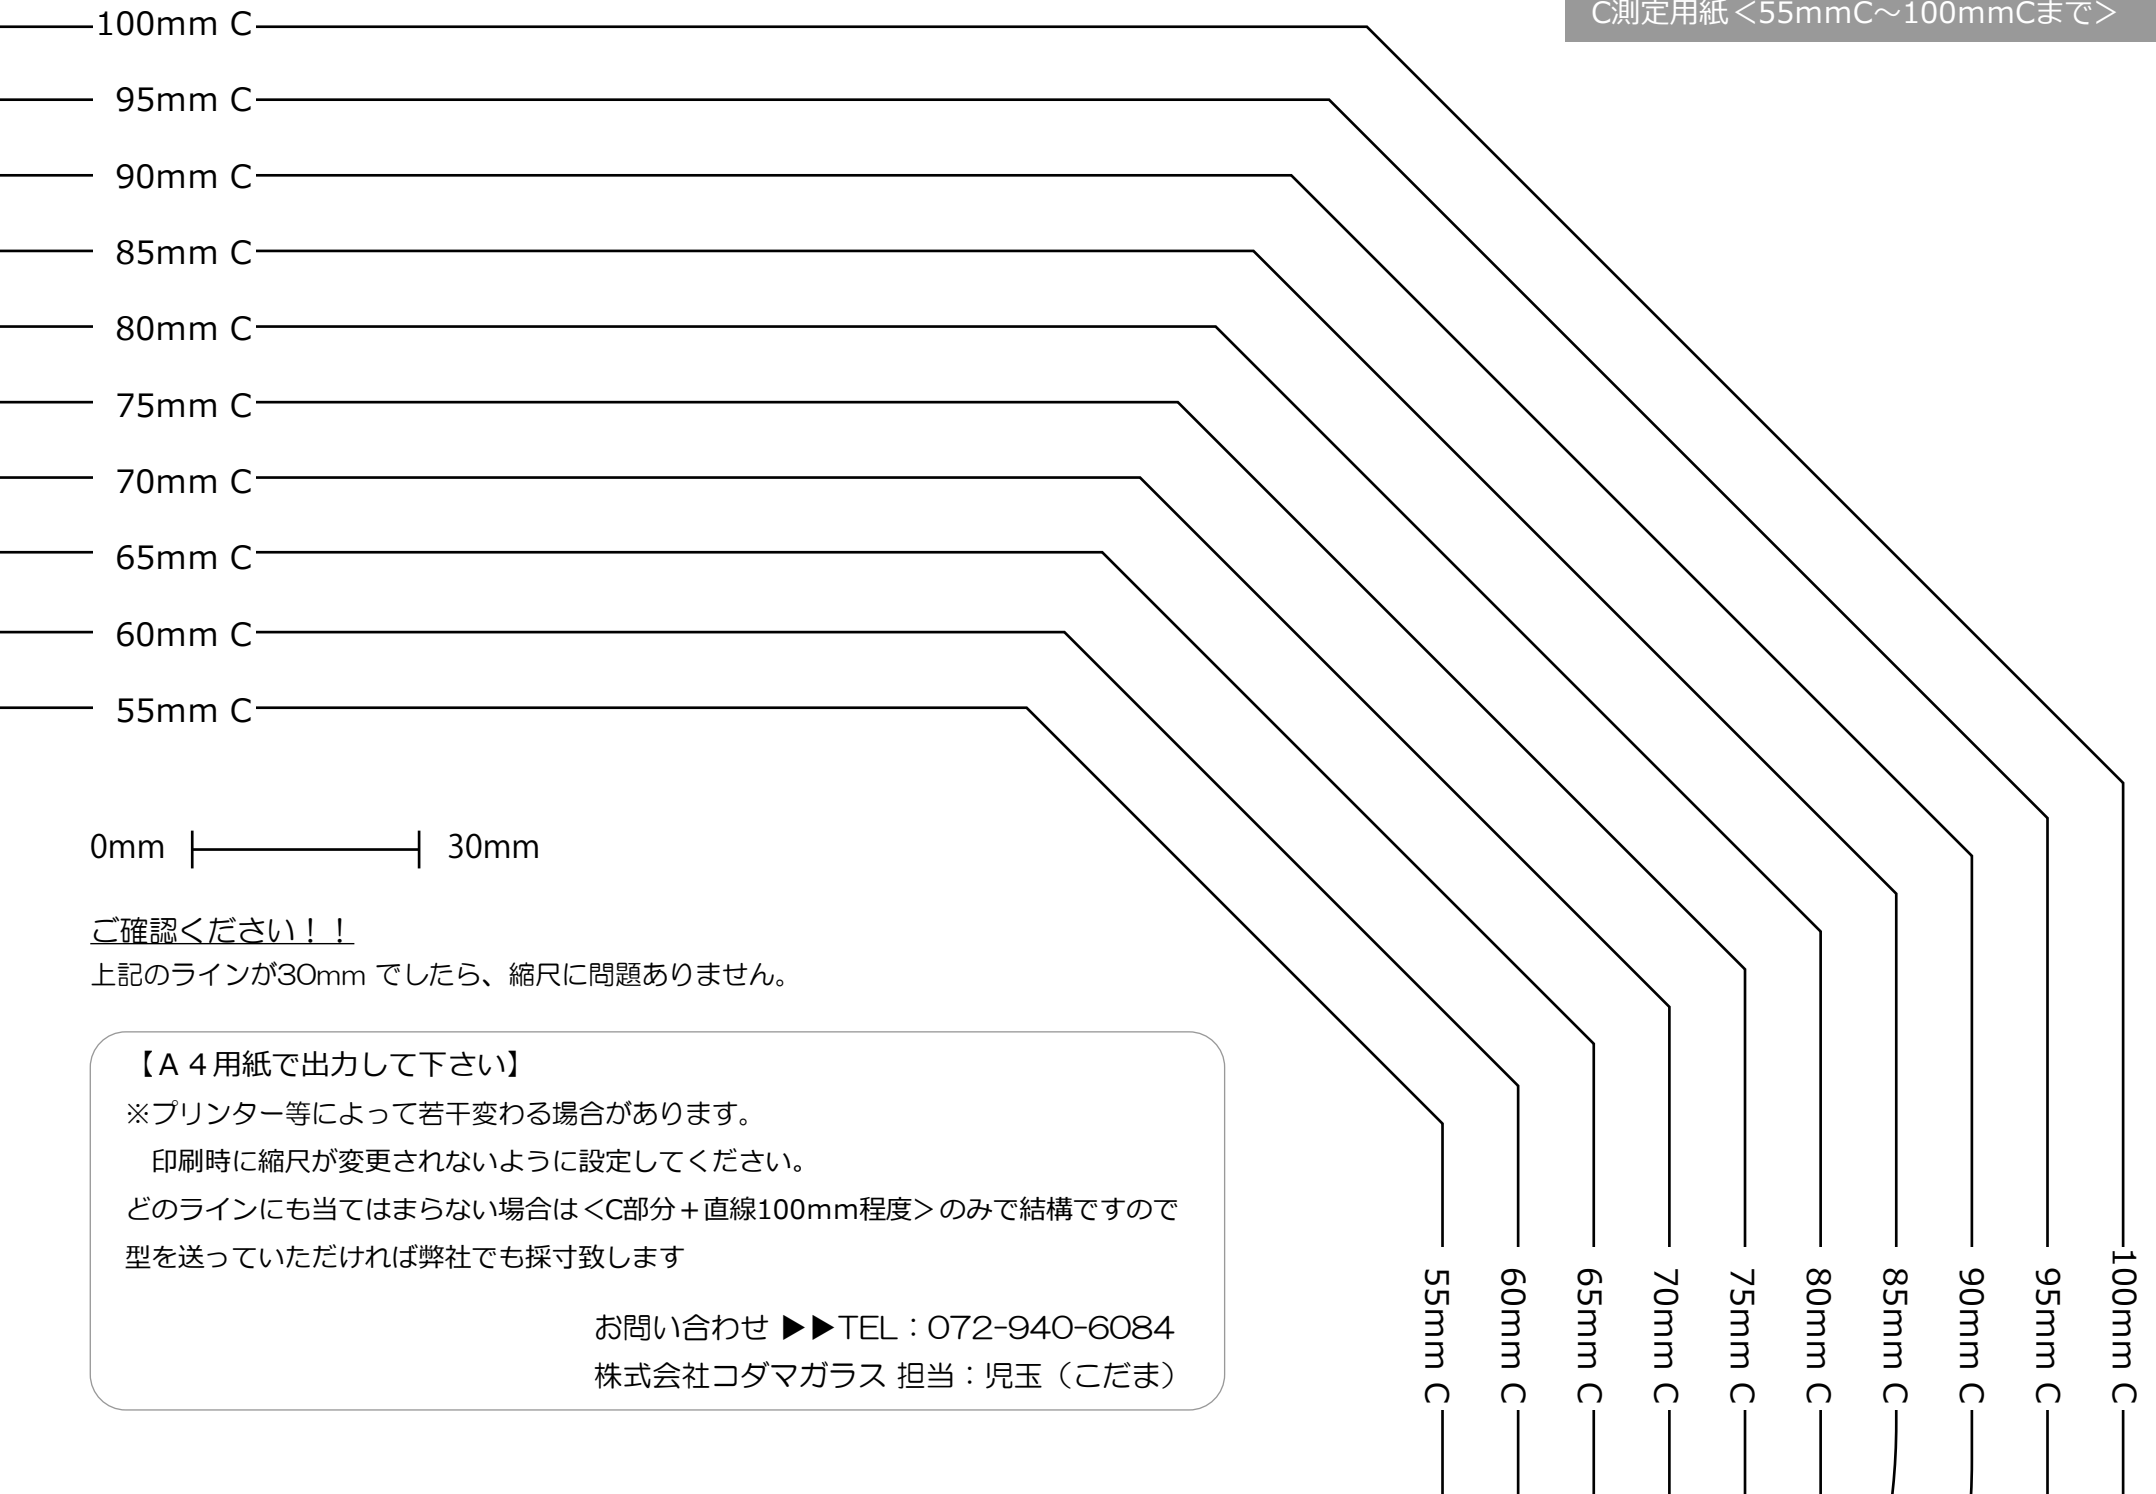 C測定用紙＜55mmC～100mmCまで＞
100mm C
95mm C
90mm C
85mm C
80mm C
75mm C
70mm C
65mm C
60mm C
55mm C
0mm 30mm
ご確認ください！！
上記のラインが30mm でしたら、縮尺に問題ありません。
【A４用紙で出力して下さい】
※プリンター等によって若干変わる場合があります。
印刷時に縮尺が変更されないように設定してください。
どのラインにも当てはまらない場合は＜C部分＋直線100mm程度＞のみで結構ですので
型を送っていただければ弊社でも採寸致します
お問い合わせ ▶▶TEL：072-940-6084
株式会社コダマガラス 担当：児玉（こだま）
55mm C
60mm C
65mm C
70mm C
75mm C
80mm C
85mm C
90mm C
95mm C
100mm C